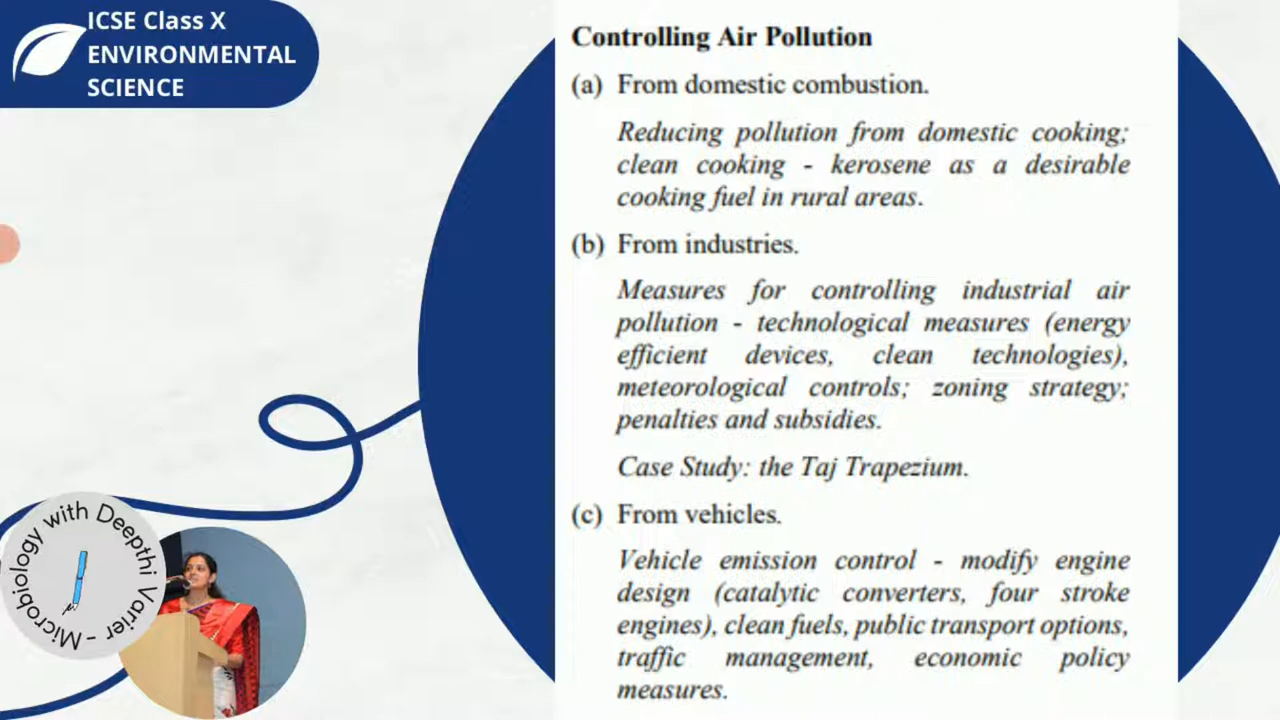 ICSE Class X
ENVIRONMENTAL
SCIENCE
Controlling Air Pollution
(a) From domestic combustion.
Reducing pollution from domestic cooking;
clean cooking - kerosene as a desirable
cooking fuel in rural areas.
(b) From industries.
Measures for controlling industrial air
pollution - technological measures (energy
efficient devices, clean technologies),
meteorological controls; zoning strategy;
penalties and subsidies.
Case Study: the Taj Trapezium.
(c) From vehicles.
Vehicle emission control - modify engine
design (catalytic converters, four stroke
engines), clean fuels, public transport options,
traffic management, economic policy
measures.
Microbiology with Deepthi Varier -